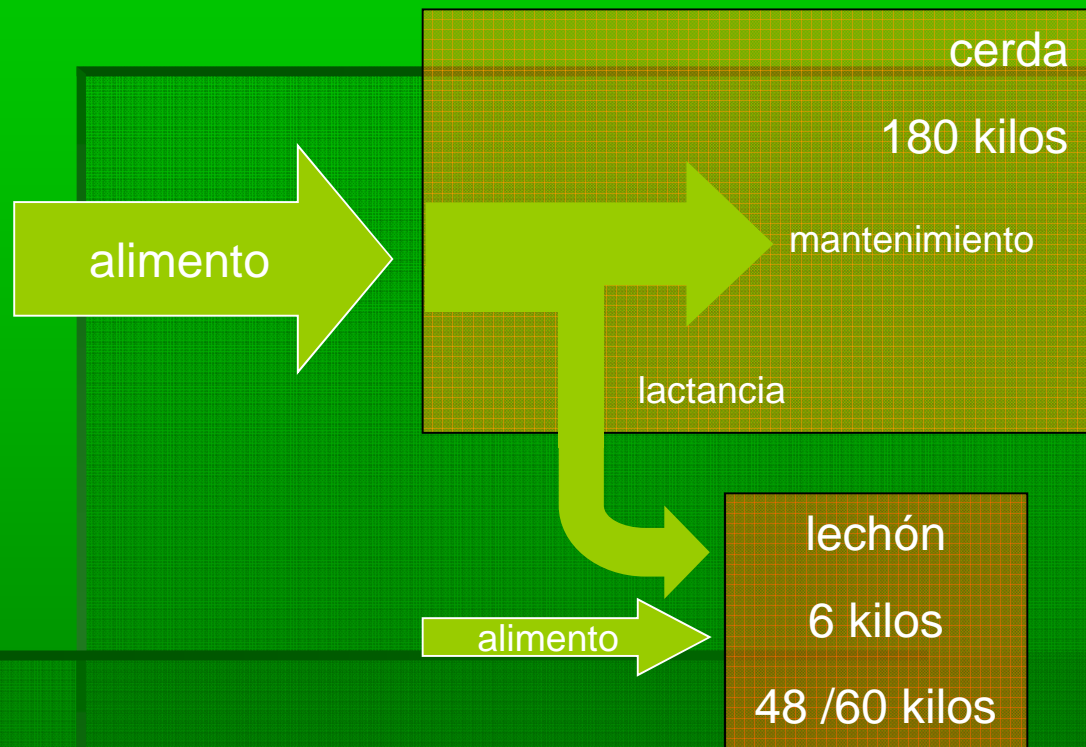 cerda
180 kilos
alimento
mantenimiento
lactancia
lechón
6 kilos
alimento
48 /60 kilos